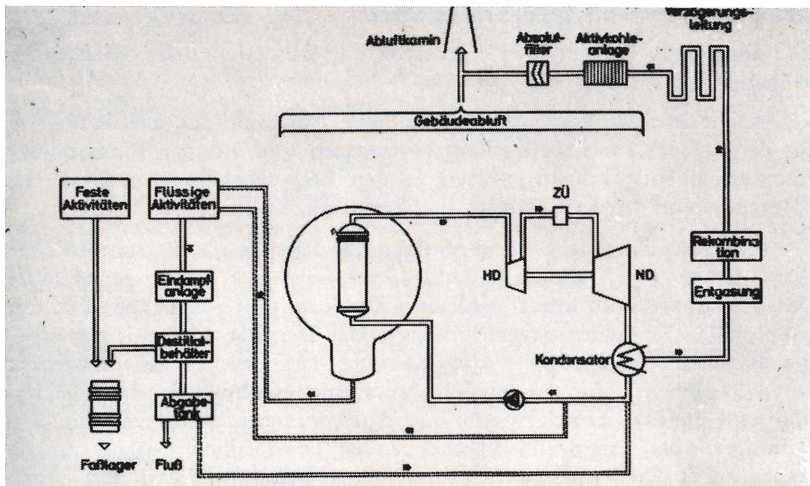 Verzögerungs-
leitung
Abluftkamin
Absolut-
filter
Aktivkohle-
anlage
Gebäudeabluft
Feste
Aktivitäten
Flüssige
Aktivitäten
ZÜ
HD
ND
Rekombina-
tion
Entgasung
Eindampf-
anlage
Destillat-
behälter
Kondensator
Abgabe-
tank
Faßlager
Fluß